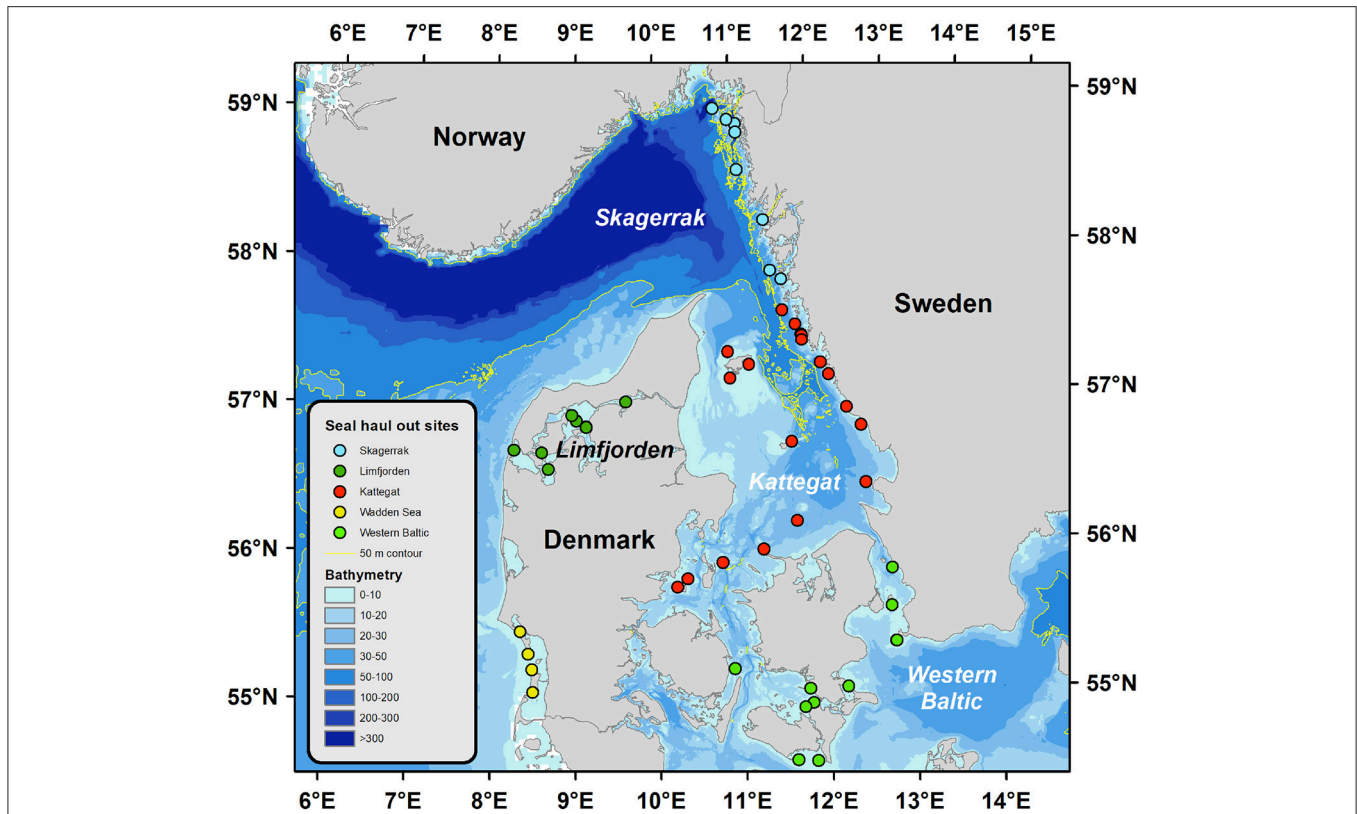 6°E 7°E 8°E 9°E 10°E 11°E 12°E 13°E 14°E 15°E
59°N 59°N
Norway
Skagerrak
58°N 58°N
Sweden
57°N 57°N
Seal haul out sites
Skagerrak
Limfjorden
Kattegat
Wadden Sea
Western Baltic
50 m contour
Bathymetry
0-10
10-20
20-30
30-50
50-100
100-200
200-300
>300
Limfjorden
Kattegat
56°N 56°N
Denmark
55°N 55°N
Western
Baltic
6°E 7°E 8°E 9°E 10°E 11°E 12°E 13°E 14°E